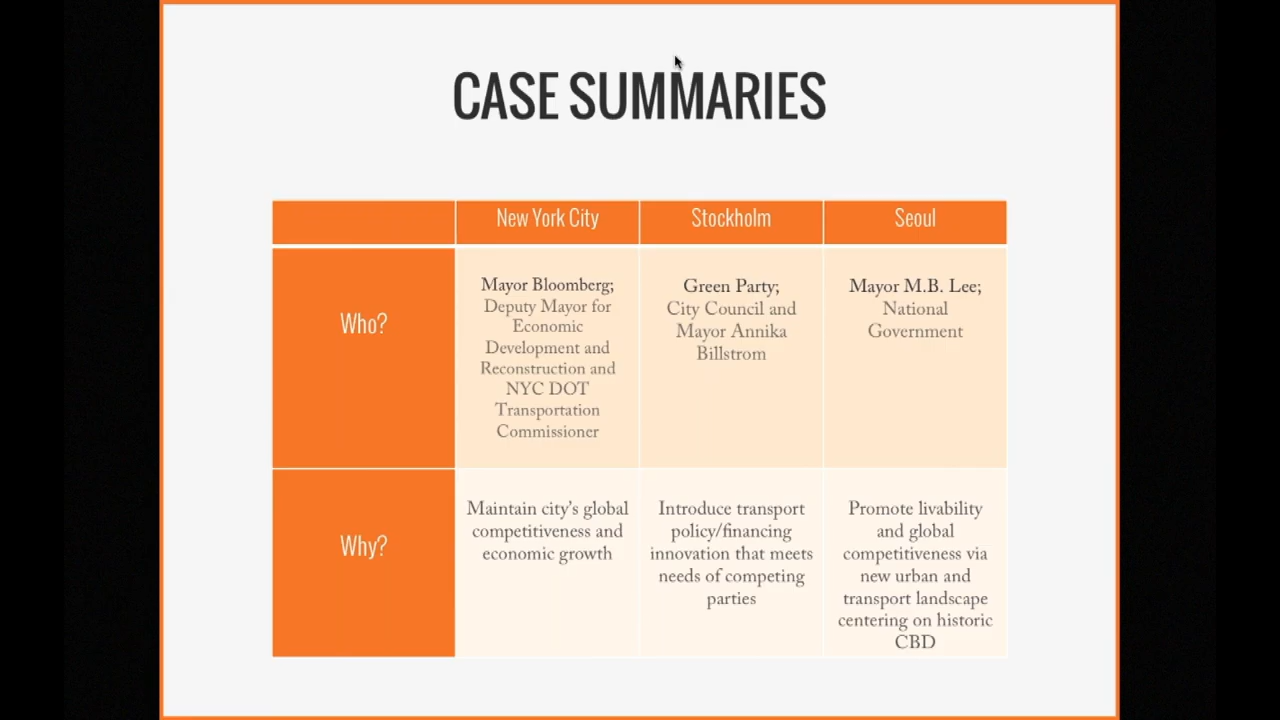 CASE SUMMARIES
New York City
Stockholm
Seoul
Who?
Mayor Bloomberg;
Deputy Mayor for
Economic
Development and
Reconstruction and
NYC DOT
Transportation
Commissioner
Green Party;
City Council and
Mayor Annika
Billstrom
Mayor M.B. Lee;
National
Government
Why?
Maintain city's global
competitiveness and
economic growth
Introduce transport
policy/financing
innovation that meets
needs of competing
parties
Promote livability
and global
competitiveness via
new urban and
transport landscape
centering on historic
CBD